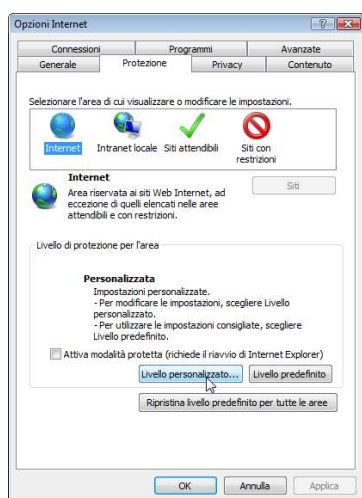 Opzioni Internet
Connessioni Programmi Avanzate
Generale Protezione Privacy Contenuto
Selezionare l'area di cui visualizzare o modificare le impostazioni.
Internet Intranet locale Siti attendibili Siti con
restrizioni
Internet
Area riservata ai siti Web Internet, ad
eccezione di quelli elencati nelle aree
attendibili e con restrizioni.
Siti
Livello di protezione per l'area
Personalizzata
Impostazioni personalizzate.
- Per modificare le impostazioni, scegliere Livello
personalizzato.
- Per utilizzare le impostazioni consigliate, scegliere
Livello predefinito.
Attiva modalità protetta (richiede il riavvio di Internet Explorer)
Livello personalizzato... Livello predefinito
Ripristina livello predefinito per tutte le aree
OK Annulla Applica